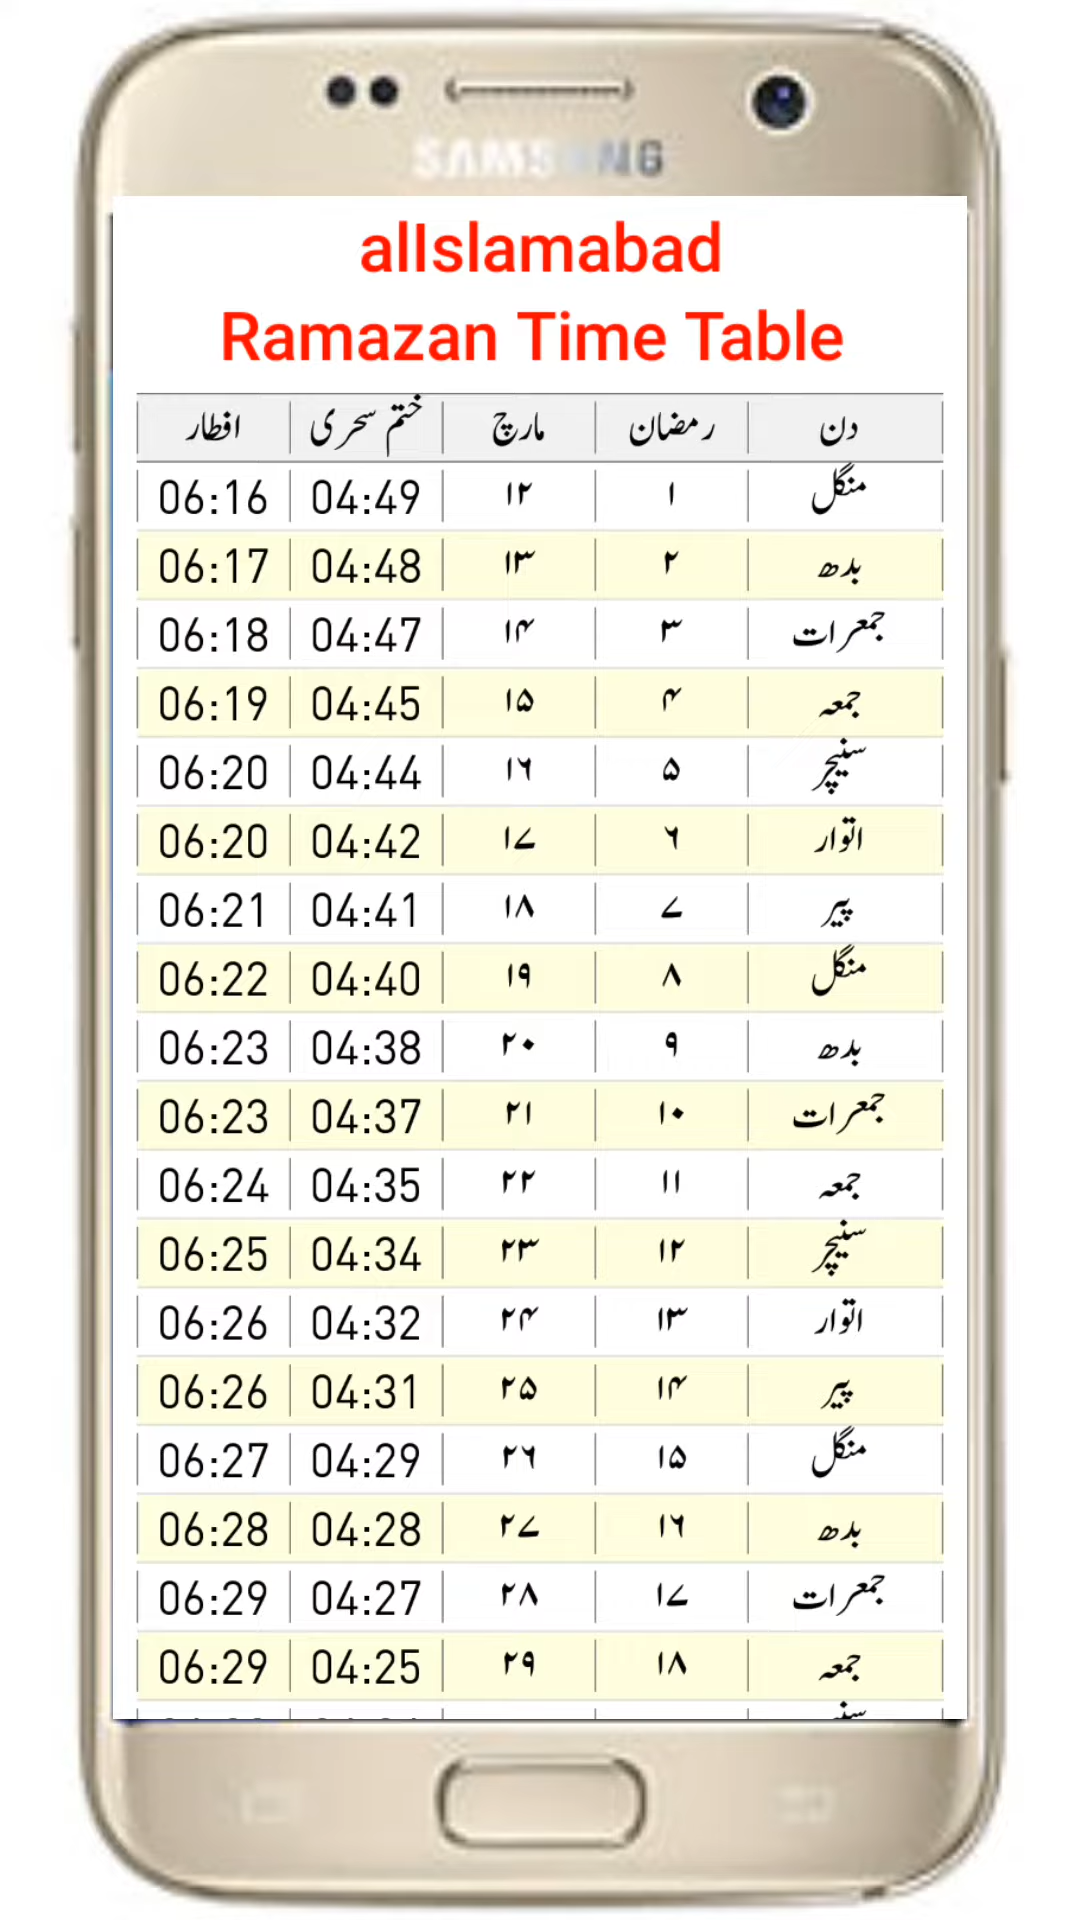 SAMSUNG
alIslamabad
Ramazan Time Table
دن رمضان مارچ ختم سحری افطار
منگل ۱ ۱۲ 04:49 06:16
بدھ ۲ ۱۳ 04:48 06:17
جمعرات ۳ ۱۴ 04:47 06:18
جمعہ ۴ ۱۵ 04:45 06:19
سنیچر ۵ ۱۶ 04:44 06:20
اتوار ۶ ۱۷ 04:42 06:20
پیر ۷ ۱۸ 04:41 06:21
منگل ۸ ۱۹ 04:40 06:22
بدھ ۹ ۲۰ 04:38 06:23
جمعرات ۱۰ ۲۱ 04:37 06:23
جمعہ ۱۱ ۲۲ 04:35 06:24
سنیچر ۱۲ ۲۳ 04:34 06:25
اتوار ۱۳ ۲۴ 04:32 06:26
پیر ۱۴ ۲۵ 04:31 06:26
منگل ۱۵ ۲۶ 04:29 06:27
بدھ ۱۶ ۲۷ 04:28 06:28
جمعرات ۱۷ ۲۸ 04:27 06:29
جمعہ ۱۸ ۲۹ 04:25 06:29